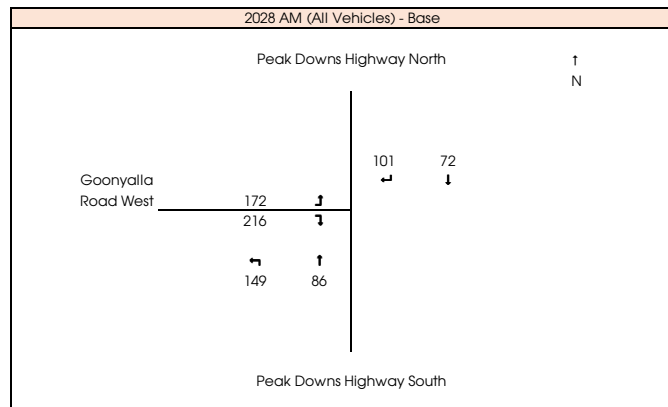 2028 AM (All Vehicles) - Base
Peak Downs Highway North
↑
N
101 72
↵ ↓
Goonyalla
Road West 172 ⮥
216 ⮧
↰ ↑
149 86
Peak Downs Highway South